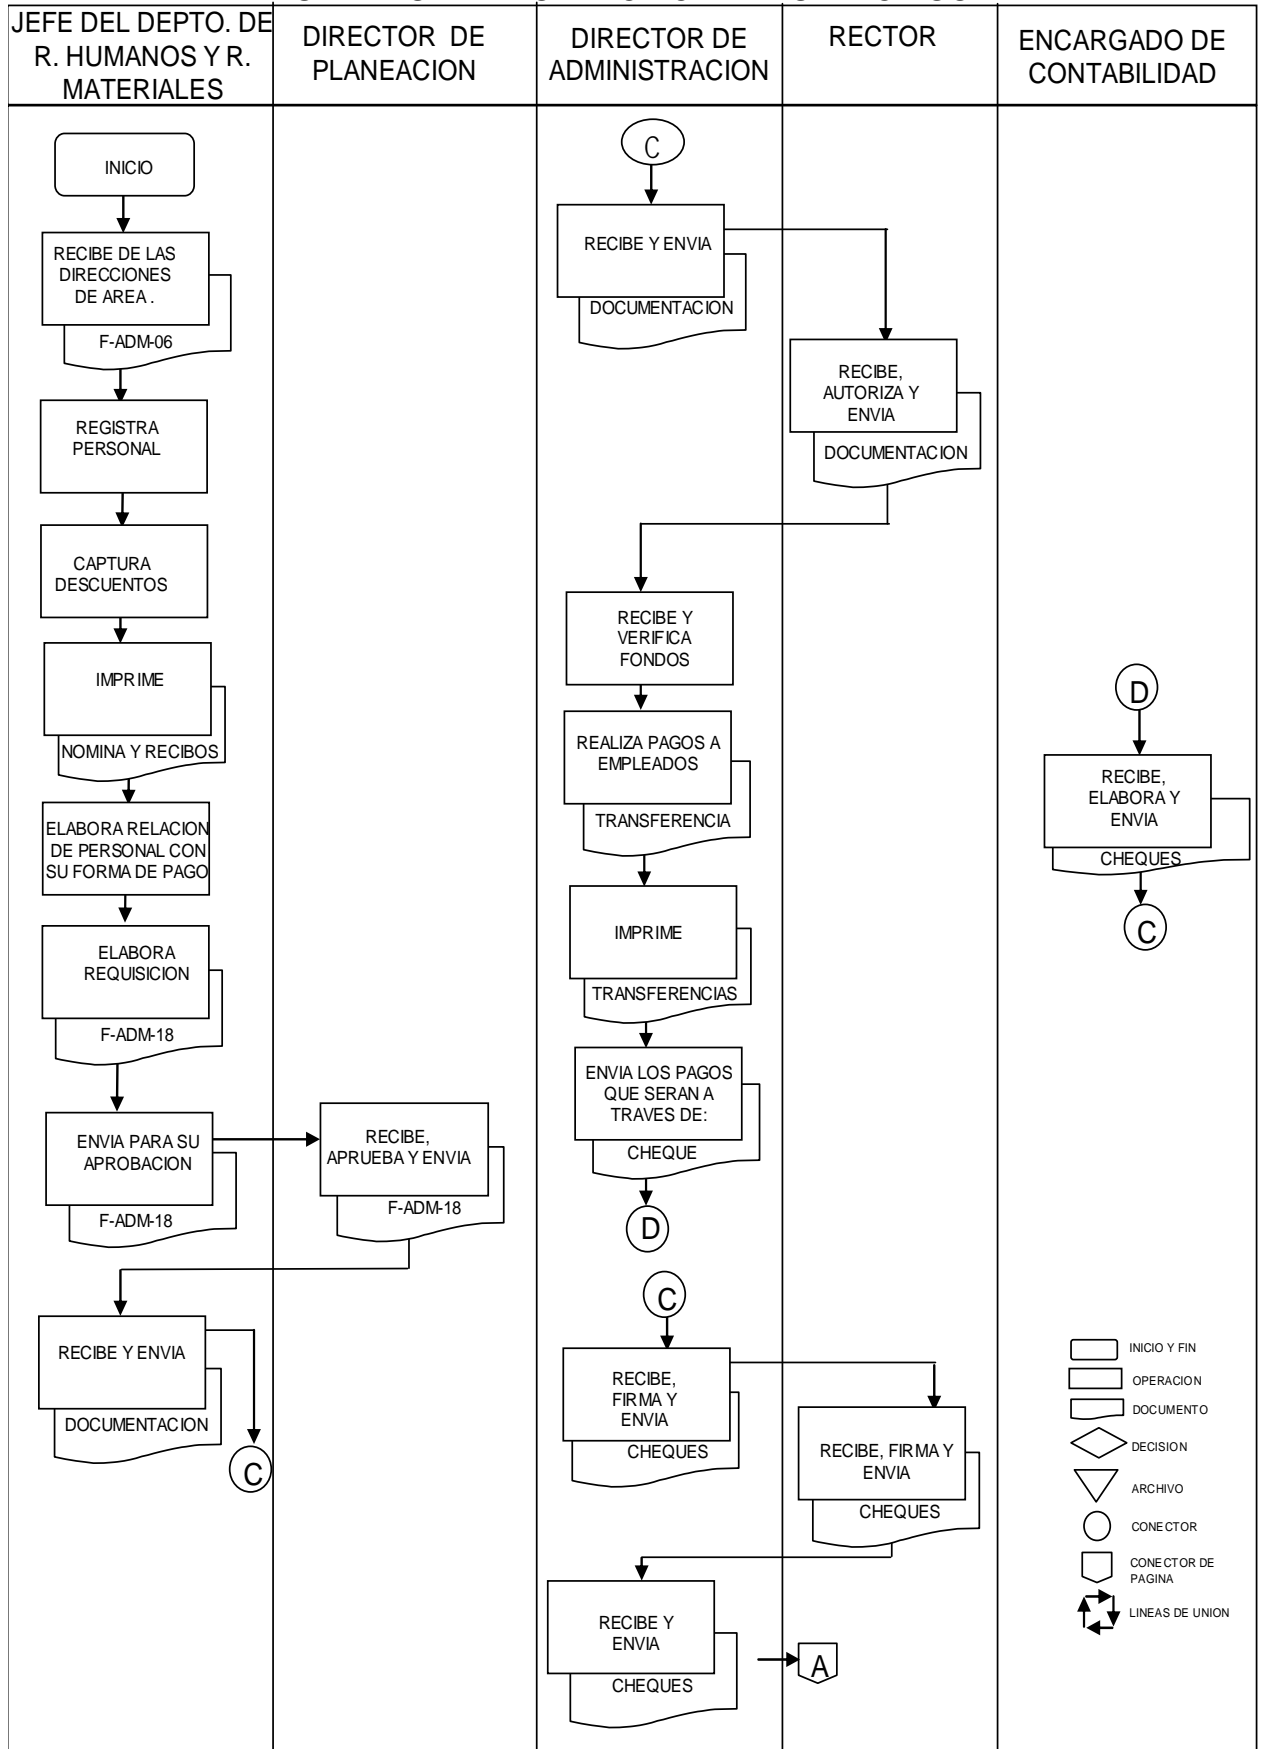 JEFE DEL DEPTO. DE
R. HUMANOS Y R.
MATERIALES
DIRECTOR DE
PLANEACION
DIRECTOR DE
ADMINISTRACION
RECTOR
ENCARGADO DE
CONTABILIDAD
INICIO
RECIBE DE LAS
DIRECCIONES
DE AREA .
F-ADM-06
REGISTRA
PERSONAL
CAPTURA
DESCUENTOS
IMPRIME
NOMINA Y RECIBOS
ELABORA RELACION
DE PERSONAL CON
SU FORMA DE PAGO
ELABORA
REQUISICION
F-ADM-18
ENVIA PARA SU
APROBACION
F-ADM-18
RECIBE,
APRUEBA Y ENVIA
F-ADM-18
RECIBE Y ENVIA
DOCUMENTACION
C
C
RECIBE Y ENVIA
DOCUMENTACION
RECIBE,
AUTORIZA Y
ENVIA
DOCUMENTACION
RECIBE Y
VERIFICA
FONDOS
REALIZA PAGOS A
EMPLEADOS
TRANSFERENCIA
IMPRIME
TRANSFERENCIAS
ENVIA LOS PAGOS
QUE SERAN A
TRAVES DE:
CHEQUE
D
D
RECIBE,
ELABORA Y
ENVIA
CHEQUES
C
C
RECIBE,
FIRMA Y
ENVIA
CHEQUES
RECIBE, FIRMA Y
ENVIA
CHEQUES
RECIBE Y
ENVIA
CHEQUES
A
INICIO Y FIN
OPERACION
DOCUMENTO
DECISION
ARCHIVO
CONECTOR
CONECTOR DE
PAGINA
LINEAS DE UNION